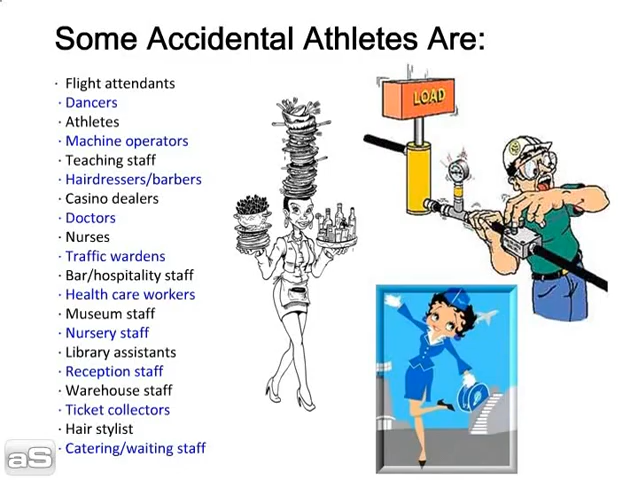 Some Accidental Athletes Are:
· Flight attendants
· Dancers
· Athletes
· Machine operators
· Teaching staff
· Hairdressers/barbers
· Casino dealers
· Doctors
· Nurses
· Traffic wardens
· Bar/hospitality staff
· Health care workers
· Museum staff
· Nursery staff
· Library assistants
· Reception staff
· Warehouse staff
· Ticket collectors
· Hair stylist
· Catering/waiting staff
LOAD
as